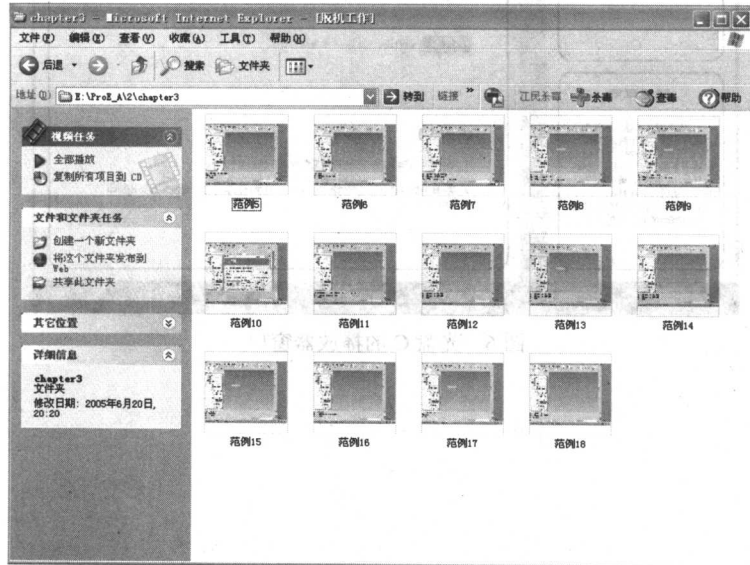 chapter3 - Microsoft Internet Explorer - [脱机工作]
文件(F) 编辑(E) 查看(V) 收藏(A) 工具(T) 帮助(H)
后退 搜索 文件夹
地址(D) E:\ProE_A\2\chapter3 转到 链接 » 江民杀毒 杀毒 查毒 帮助
视频任务
全部播放
复制所有项目到 CD
文件和文件夹任务
创建一个新文件夹
将这个文件夹发布到
Web
共享此文件夹
其它位置
详细信息
chapter3
文件夹
修改日期: 2005年6月20日,
20:20
范例5 范例6 范例7 范例8 范例9
范例10 范例11 范例12 范例13 范例14
范例15 范例16 范例17 范例18